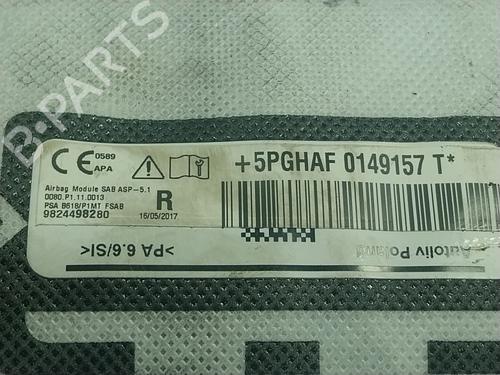 B-PARTS
CE 0589
APA
+5PGHAF 0149157 T*
Airbag Module SAB ASP-5.1
0080.P1.11.0013
PSA B618/P1MT FSAB
9824498280
R
16/05/2017
>PA 6.6/SI<
Autoliv Poland